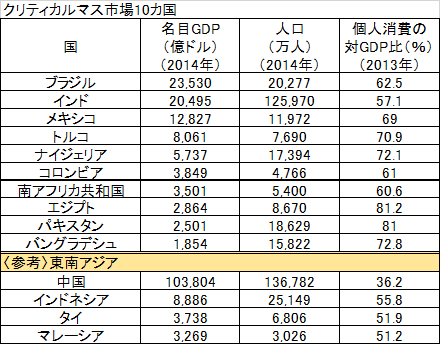 クリティカルマス市場10カ国
国 名目GDP（億ドル）（2014年） 人口（万人）（2014年） 個人消費の対GDP比（％）（2013年）
ブラジル 23,530 20,277 62.5
インド 20,495 125,970 57.1
メキシコ 12,827 11,972 69
トルコ 8,061 7,690 70.9
ナイジェリア 5,737 17,394 72.1
コロンビア 3,849 4,766 61
南アフリカ共和国 3,501 5,400 60.6
エジプト 2,864 8,670 81.2
パキスタン 2,501 18,629 81
バングラデシュ 1,854 15,822 72.8
〈参考〉東南アジア
中国 103,804 136,782 36.2
インドネシア 8,886 25,149 55.8
タイ 3,738 6,806 51.9
マレーシア 3,269 3,026 51.2